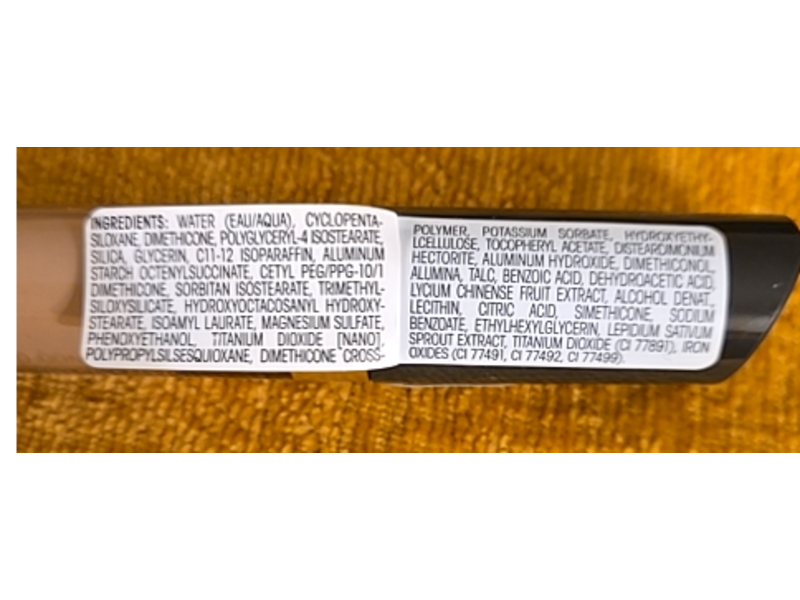 INGREDIENTS: WATER (EAU/AQUA), CYCLOPENTA-
SILOXANE, DIMETHICONE, POLYGLYCERYL-4 ISOSTEARATE,
SILICA, GLYCERIN, C11-12 ISOPARAFFIN, ALUMINUM
STARCH OCTENYLSUCCINATE, CETYL PEG/PPG-10/1
DIMETHICONE, SORBITAN ISOSTEARATE, TRIMETHYL-
SILOXYSILICATE, HYDROXYOCTACOSANYL HYDROXY-
STEARATE, ISOAMYL LAURATE, MAGNESIUM SULFATE,
PHENOXYETHANOL, TITANIUM DIOXIDE [NANO],
POLYPROPYLSILSESQUIOXANE, DIMETHICONE CROSS-
POLYMER, POTASSIUM SORBATE, HYDROXYETHY-
LCELLULOSE, TOCOPHERYL ACETATE, DISTEARDIMONIUM
HECTORITE, ALUMINUM HYDROXIDE, DIMETHICONOL,
ALUMINA, TALC, BENZOIC ACID, DEHYDROACETIC ACID,
LYCIUM CHINENSE FRUIT EXTRACT, ALCOHOL DENAT,
LECITHIN, CITRIC ACID, SIMETHICONE, SODIUM
BENZOATE, ETHYLHEXYLGLYCERIN, LEPIDIUM SATIVUM
SPROUT EXTRACT, TITANIUM DIOXIDE (CI 77891), IRON
OXIDES (CI 77491, CI 77492, CI 77499).